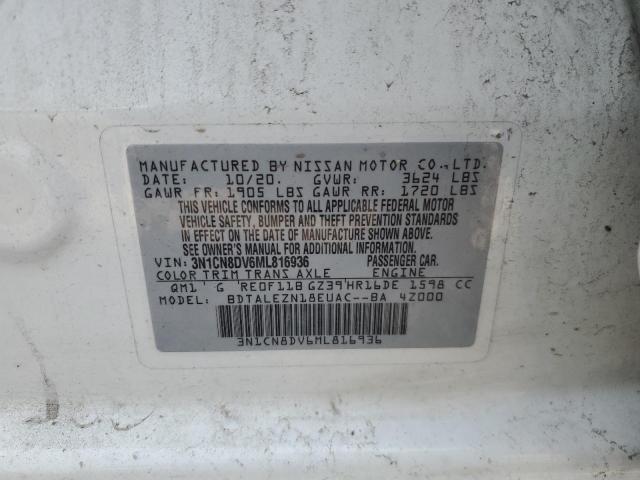 MANUFACTURED BY NISSAN MOTOR CO.,LTD.
DATE: 10/20. GVWR: 3624 LBS
GAWR FR: 1905 LBS GAWR RR: 1720 LBS
THIS VEHICLE CONFORMS TO ALL APPLICABLE FEDERAL MOTOR
VEHICLE SAFETY, BUMPER AND THEFT PREVENTION STANDARDS
IN EFFECT ON THE DATE OF MANUFACTURE SHOWN ABOVE.
SEE OWNER'S MANUAL FOR ADDITIONAL INFORMATION.
VIN: 3N1CN8DV6ML816936 PASSENGER CAR.
COLOR TRIM TRANS AXLE ENGINE
QM1' G 'RE0F11B GZ39'HR16DE 1598 CC
MODEL: BDTALEZN18EUAC--BA 4Z000
3N1CN8DV6ML816936